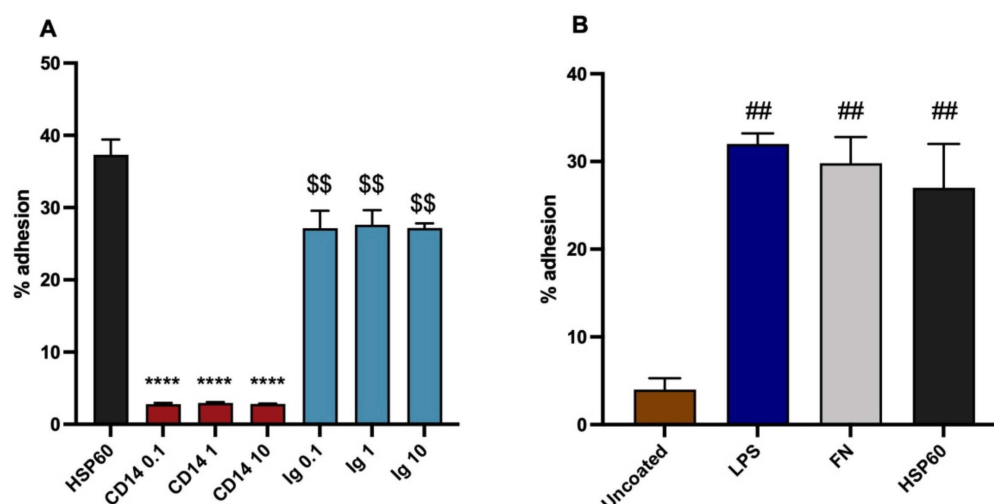 A
% adhesion
50
40
30
20
10
0
**** **** ****
$$ $$ $$
HSP60 CD14 0.1 CD14 1 CD14 10 Ig 0.1 Ig 1 Ig 10
B
% adhesion
40
30
20
10
0
## ## ##
Uncoated LPS FN HSP60